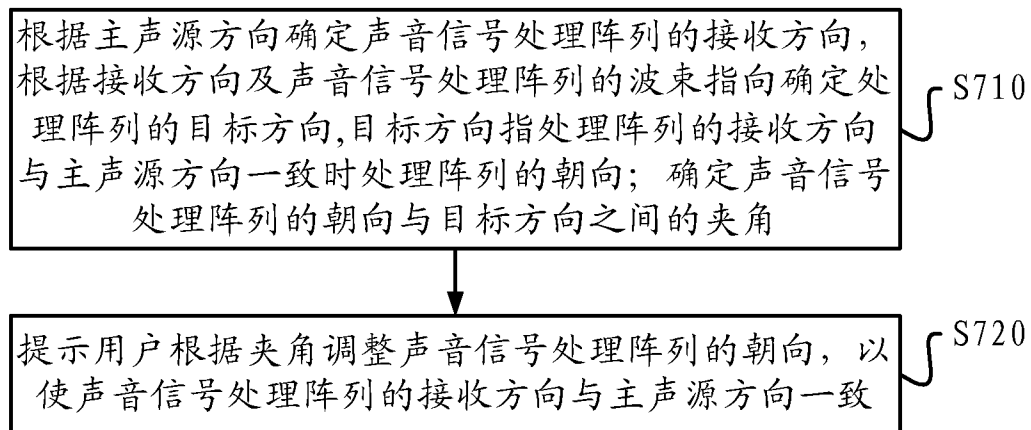 根据主声源方向确定声音信号处理阵列的接收方向，
根据接收方向及声音信号处理阵列的波束指向确定处
理阵列的目标方向,目标方向指处理阵列的接收方向
与主声源方向一致时处理阵列的朝向；确定声音信号
处理阵列的朝向与目标方向之间的夹角
S710
提示用户根据夹角调整声音信号处理阵列的朝向，以
使声音信号处理阵列的接收方向与主声源方向一致
S720